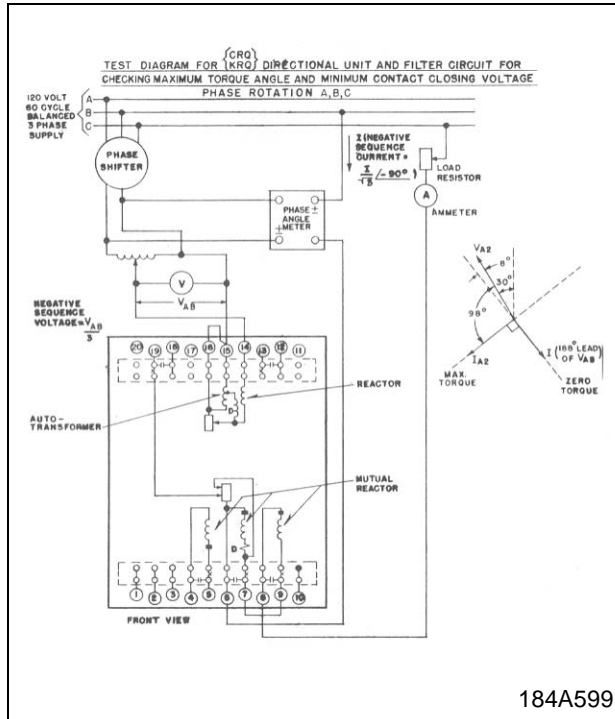 TEST DIAGRAM FOR {CRQ
KRQ} DIRECTIONAL UNIT AND FILTER CIRCUIT FOR
CHECKING MAXIMUM TORQUE ANGLE AND MINIMUM CONTACT CLOSING VOLTAGE
PHASE ROTATION A,B,C
120 VOLT
60 CYCLE
BALANCED
3 PHASE
SUPPLY
A
B
C
PHASE
SHIFTER
I (NEGATIVE
SEQUENCE
CURRENT =
I/√3 /-90°)
LOAD
RESISTOR
A
AMMETER
PHASE ±
ANGLE
METER
±
V
VAB
NEGATIVE
SEQUENCE
VOLTAGE = VAB
3
VA2
8°
30°
98°
IA2
MAX.
TORQUE
I (188° LEAD
OF VAB)
ZERO
TORQUE
20 19 18 17 16 15 14 13 12 11
REACTOR
AUTO-
TRANSFORMER
D
MUTUAL
REACTOR
D
1 2 3 4 5 6 7 8 9 10
FRONT VIEW
184A599